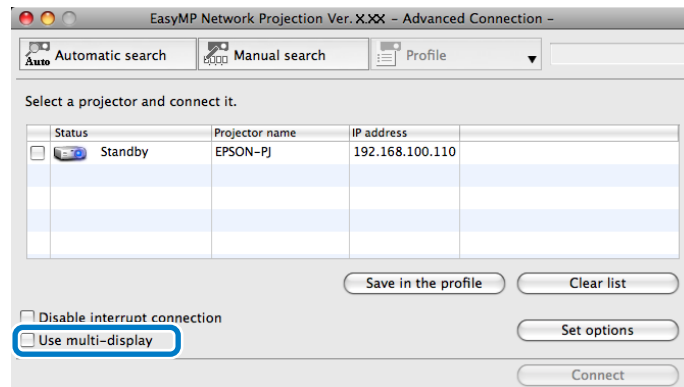 EasyMP Network Projection Ver. X.XX – Advanced Connection –
Auto Automatic search Manual search Profile
Select a projector and connect it.
Status Projector name IP address
Standby EPSON-PJ 192.168.100.110
Save in the profile Clear list
Disable interrupt connection
Use multi-display
Set options
Connect